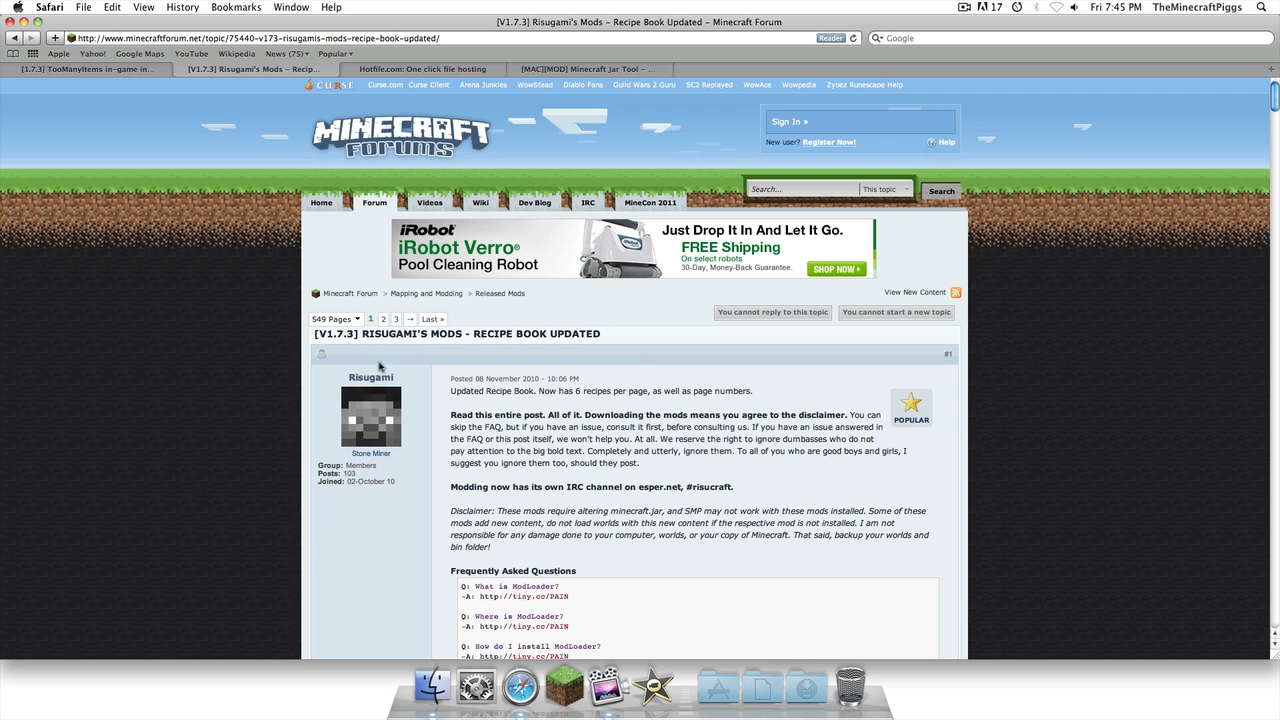 Safari File Edit View History Bookmarks Window Help 17 Fri 7:45 PM TheMinecraftPiggs
[V1.7.3] Risugami's Mods - Recipe Book Updated - Minecraft Forum
http://www.minecraftforum.net/topic/75440-v173-risugamis-mods-recipe-book-updated/ Reader Google
Apple Yahoo! Google Maps YouTube Wikipedia News (75) Popular
[1.7.3] TooManyItems in-game in... [V1.7.3] Risugami's Mods - Recip... Hotfile.com: One click file hosting [MAC][MOD] Minecraft Jar Tool - ...
CURSE Curse.com Curse Client Arena Junkies WowStead Diablo Fans Guild Wars 2 Guru SC2 Replayed WowAce Wowpedia Zybez Runescape Help
MINECRAFT
FORUMS
Sign In »
New user? Register Now! Help
Search... This topic Search
Home Forum Videos Wiki Dev Blog IRC MineCon 2011
iRobot
iRobot Verro®
Pool Cleaning Robot
iRobot
Just Drop It In And Let It Go.
FREE Shipping
On select robots
30-Day, Money-Back Guarantee.
SHOP NOW
Minecraft Forum > Mapping and Modding > Released Mods View New Content
549 Pages 1 2 3 → Last » You cannot reply to this topic You cannot start a new topic
[V1.7.3] RISUGAMI'S MODS - RECIPE BOOK UPDATED
#1
Risugami
Stone Miner
Group: Members
Posts: 103
Joined: 02-October 10
Posted 08 November 2010 - 10:06 PM
Updated Recipe Book. Now has 6 recipes per page, as well as page numbers.
POPULAR
Read this entire post. All of it. Downloading the mods means you agree to the disclaimer. You can
skip the FAQ, but if you have an issue, consult it first, before consulting us. If you have an issue answered in
the FAQ or this post itself, we won't help you. At all. We reserve the right to ignore dumbasses who do not
pay attention to the big bold text. Completely and utterly, ignore them. To all of you who are good boys and girls, I
suggest you ignore them too, should they post.
Modding now has its own IRC channel on esper.net, #risucraft.
Disclaimer: These mods require altering minecraft.jar, and SMP may not work with these mods installed. Some of these
mods add new content, do not load worlds with this new content if the respective mod is not installed. I am not
responsible for any damage done to your computer, worlds, or your copy of Minecraft. That said, backup your worlds and
bin folder!
Frequently Asked Questions
Q: What is ModLoader?
-A: http://tiny.cc/PAIN
Q: Where is ModLoader?
-A: http://tiny.cc/PAIN
Q: How do I install ModLoader?
-A: http://tiny.cc/PAIN